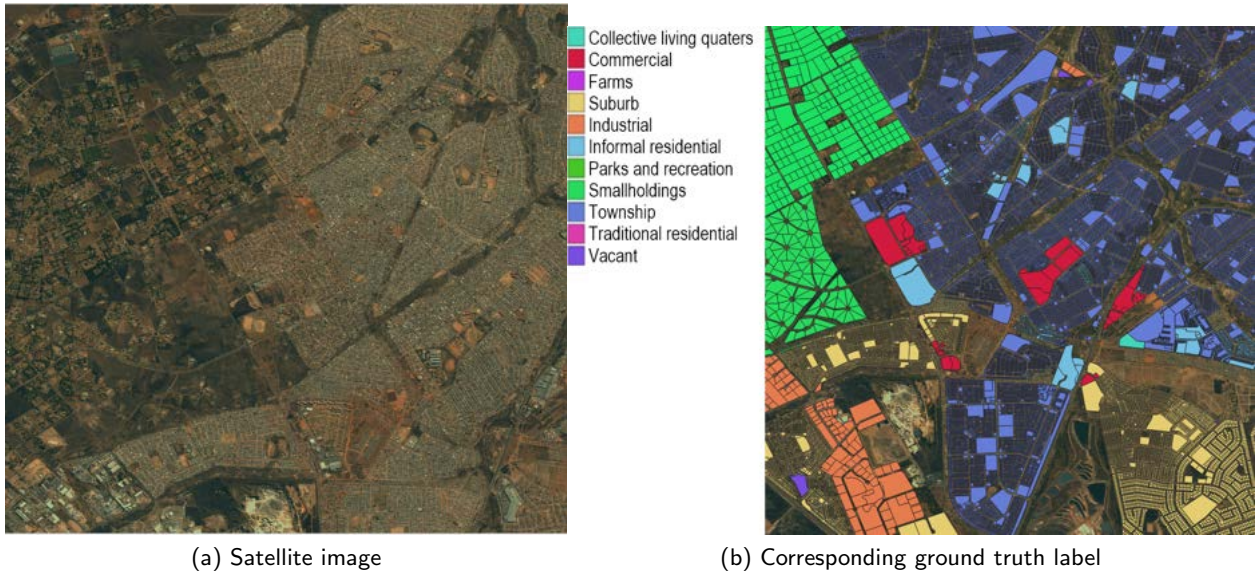 Collective living quaters
Commercial
Farms
Suburb
Industrial
Informal residential
Parks and recreation
Smallholdings
Township
Traditional residential
Vacant
(a) Satellite image
(b) Corresponding ground truth label